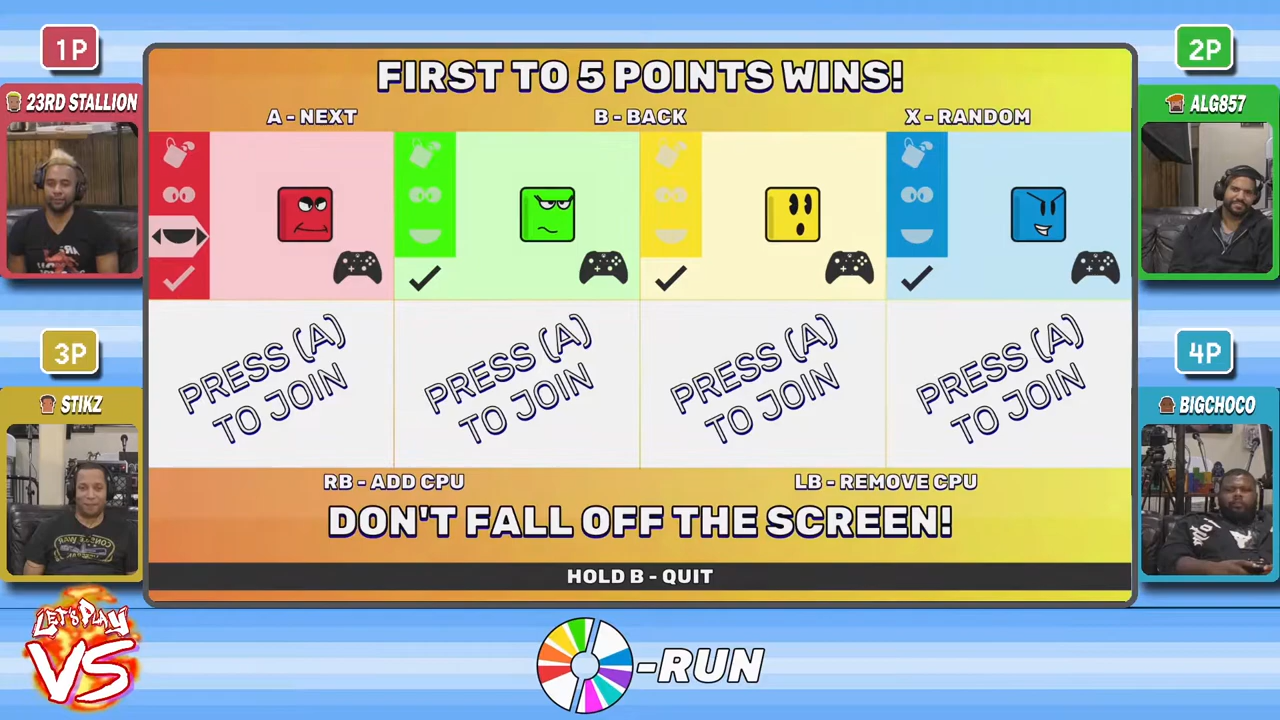 1P
2P
23RD STALLION
ALG857
FIRST TO 5 POINTS WINS!
A - NEXT
B - BACK
X - RANDOM
PRESS (A)
TO JOIN
PRESS (A)
TO JOIN
PRESS (A)
TO JOIN
PRESS (A)
TO JOIN
3P
4P
STIKZ
BIGCHOCO
RB - ADD CPU
LB - REMOVE CPU
DON'T FALL OFF THE SCREEN!
HOLD B - QUIT
LET'S PLAY
VS
-RUN